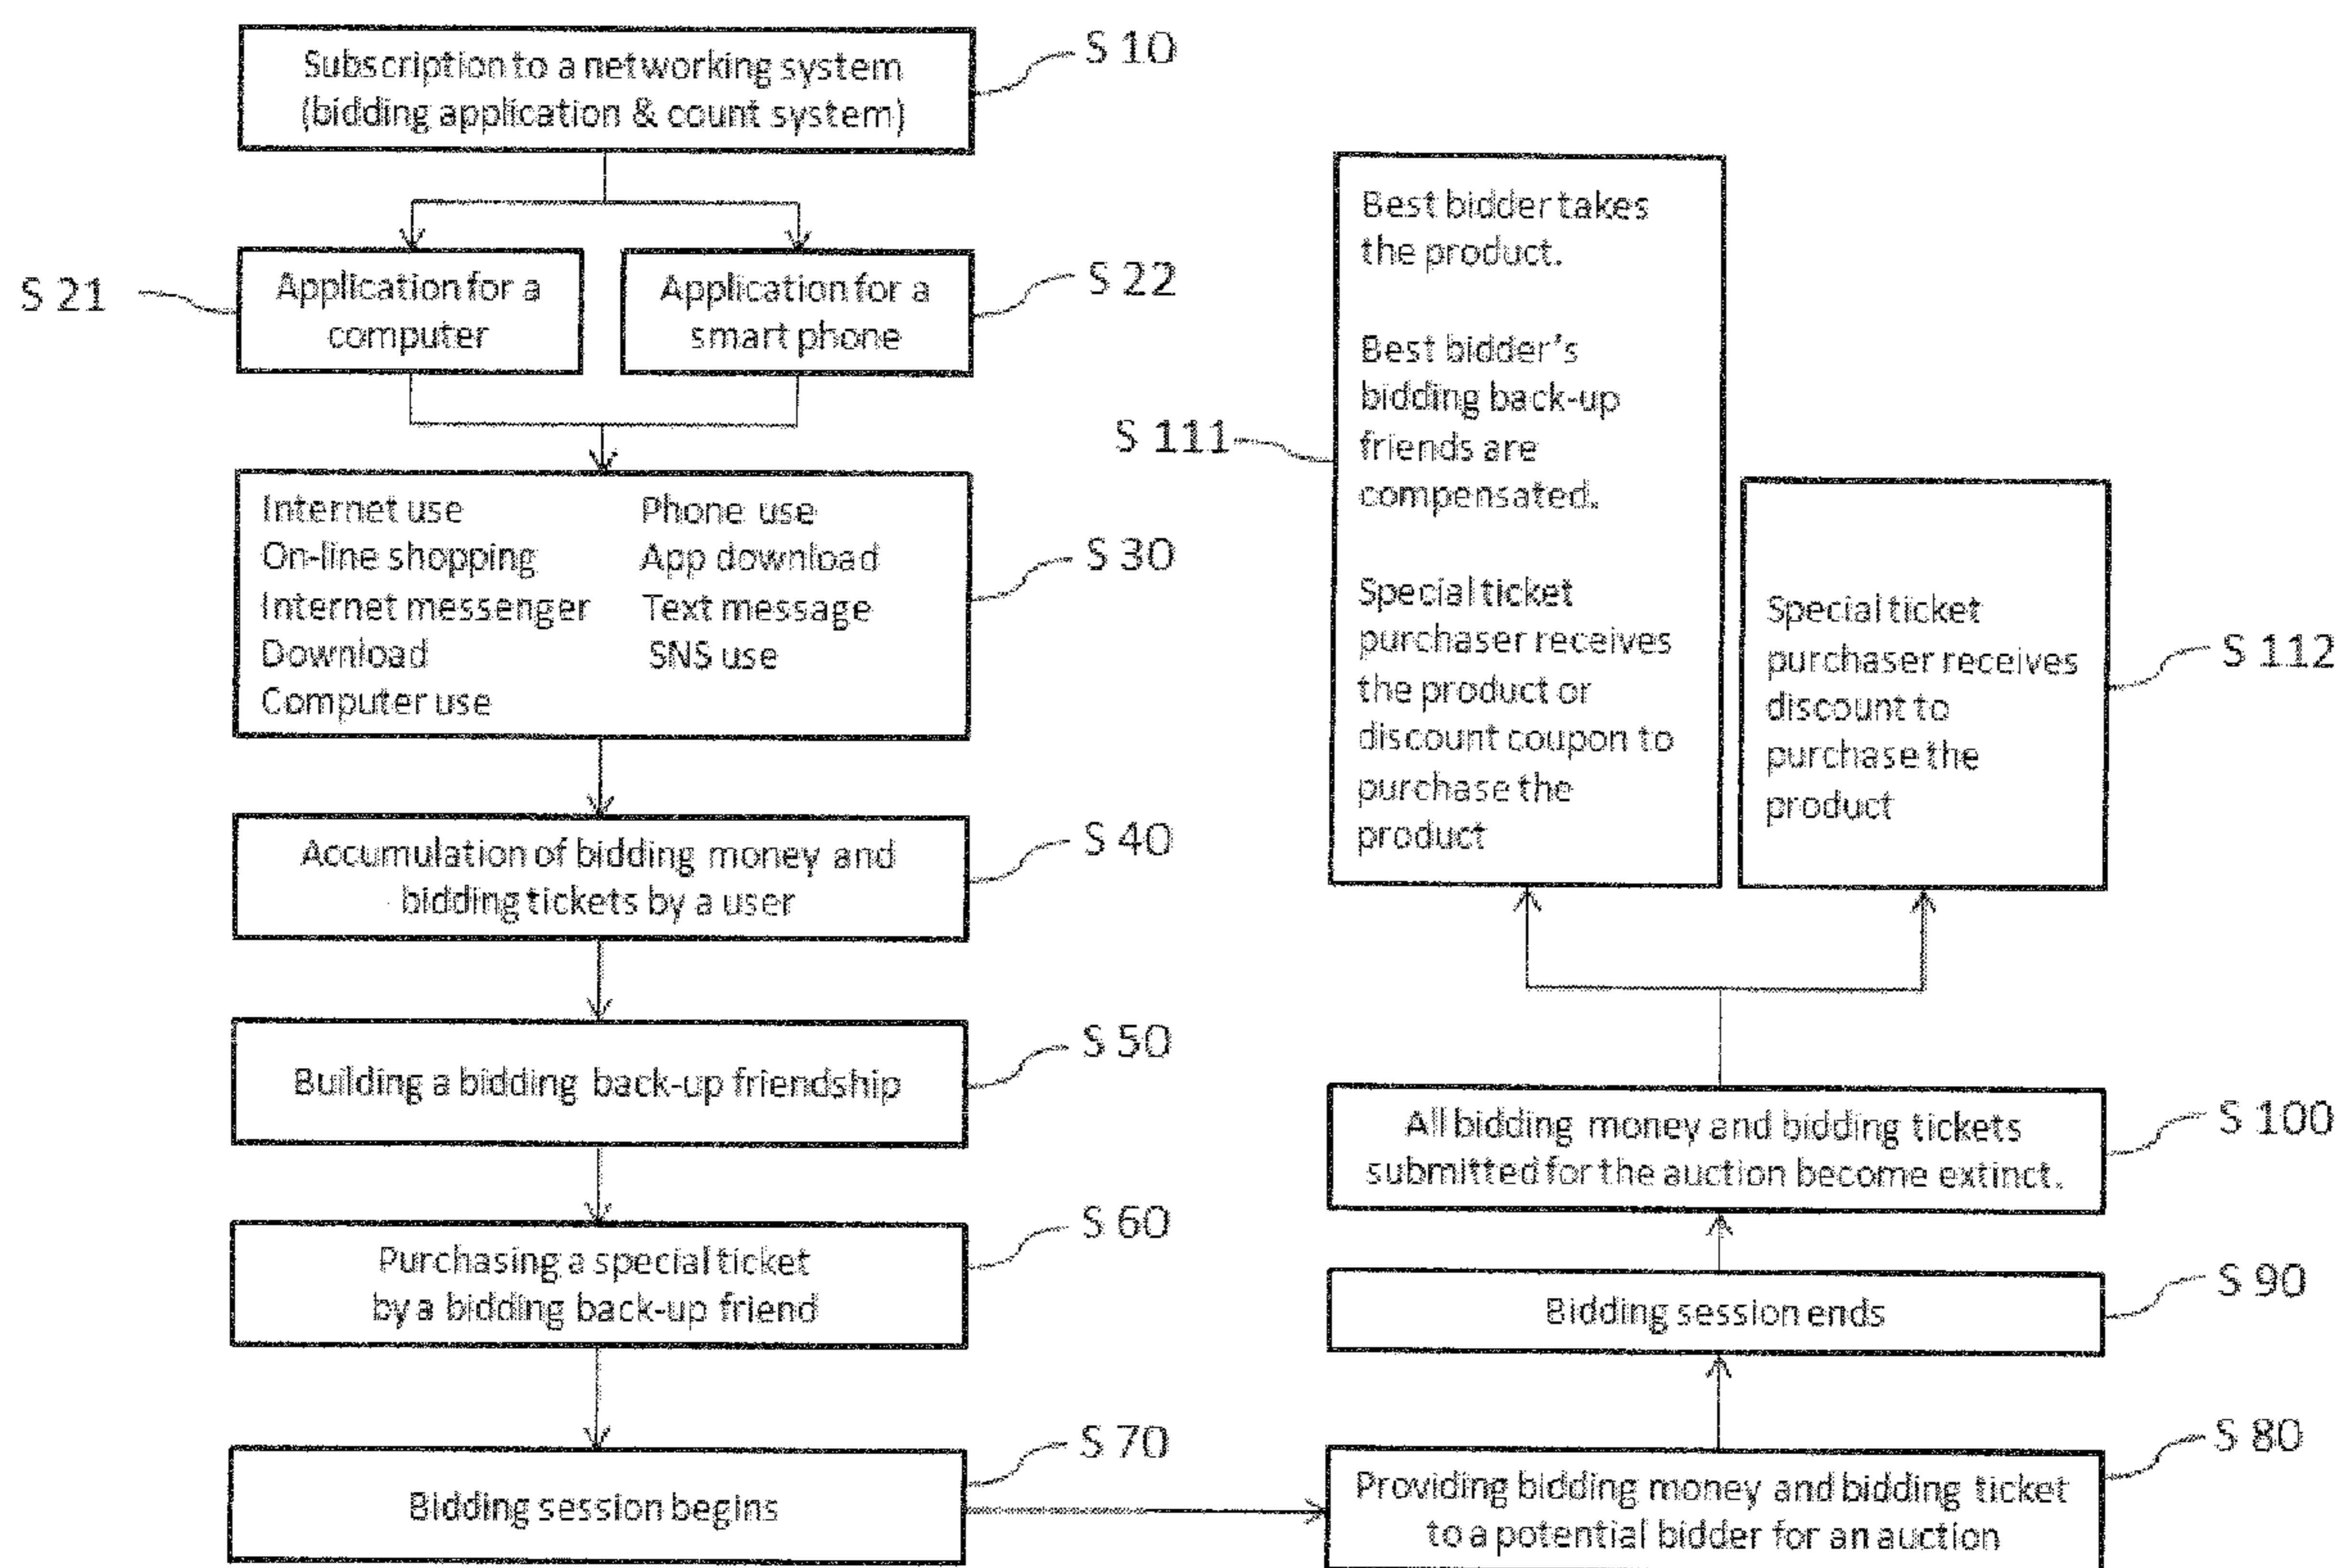 Subscription to a networking system
(bidding application & count system)
S 10
Application for a
computer
S 21
Application for a
smart phone
S 22
Internet use
On-line shopping
Internet messenger
Download
Computer use
Phone use
App download
Text message
SNS use
S 30
Accumulation of bidding money and
bidding tickets by a user
S 40
Building a bidding back-up friendship
S 50
Purchasing a special ticket
by a bidding back-up friend
S 60
Bidding session begins
S 70
Providing bidding money and bidding ticket
to a potential bidder for an auction
S 80
Bidding session ends
S 90
All bidding money and bidding tickets
submitted for the auction become extinct.
S 100
Best bidder takes
the product.
Best bidder's
bidding back-up
friends are
compensated.
Special ticket
purchaser receives
the product or
discount coupon to
purchase the
product
S 111
Special ticket
purchaser receives
discount to
purchase the
product
S 112